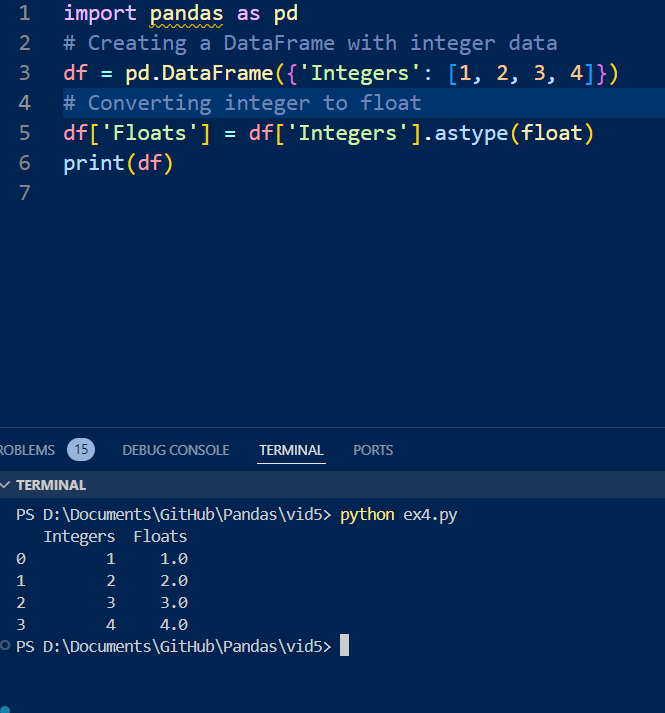 1 import pandas as pd
2 # Creating a DataFrame with integer data
3 df = pd.DataFrame({'Integers': [1, 2, 3, 4]})
4 # Converting integer to float
5 df['Floats'] = df['Integers'].astype(float)
6 print(df)
7
ROBLEMS 15 DEBUG CONSOLE TERMINAL PORTS
TERMINAL
PS D:\Documents\GitHub\Pandas\vid5> python ex4.py
   Integers  Floats
0         1     1.0
1         2     2.0
2         3     3.0
3         4     4.0
PS D:\Documents\GitHub\Pandas\vid5>